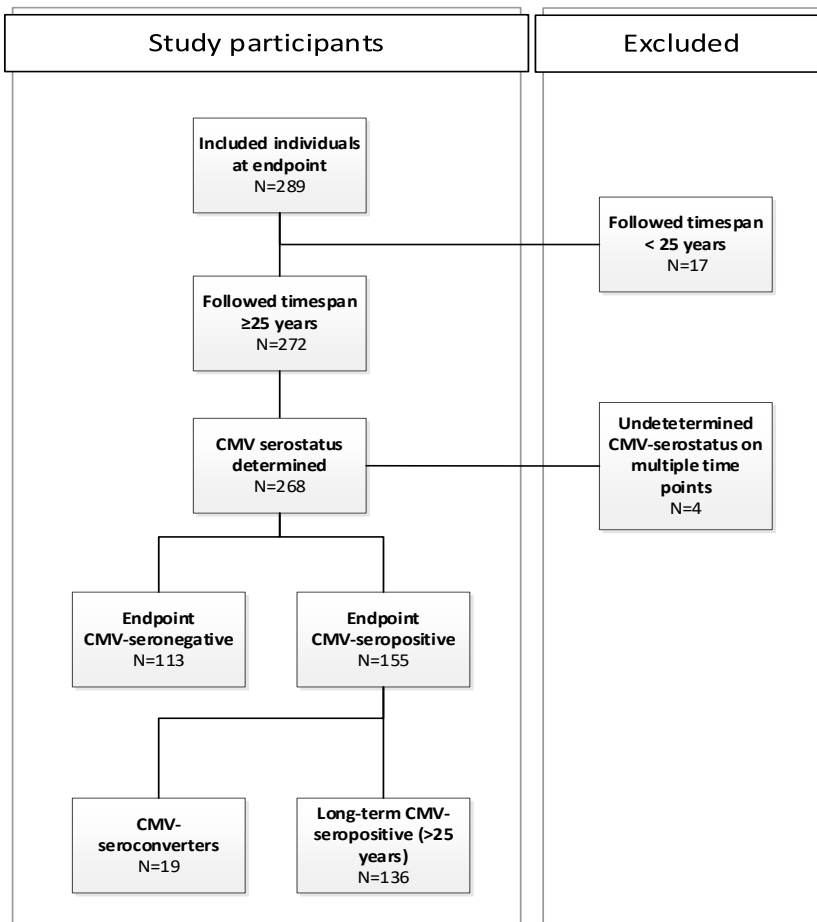 Study participants
Excluded
Included individuals
at endpoint
N=289
Followed timespan
< 25 years
N=17
Followed timespan
≥25 years
N=272
CMV serostatus
determined
N=268
Undetetermined
CMV-serostatus on
multiple time
points
N=4
Endpoint
CMV-seronegative
N=113
Endpoint
CMV-seropositive
N=155
CMV-
seroconverters
N=19
Long-term CMV-
seropositive (>25
years)
N=136